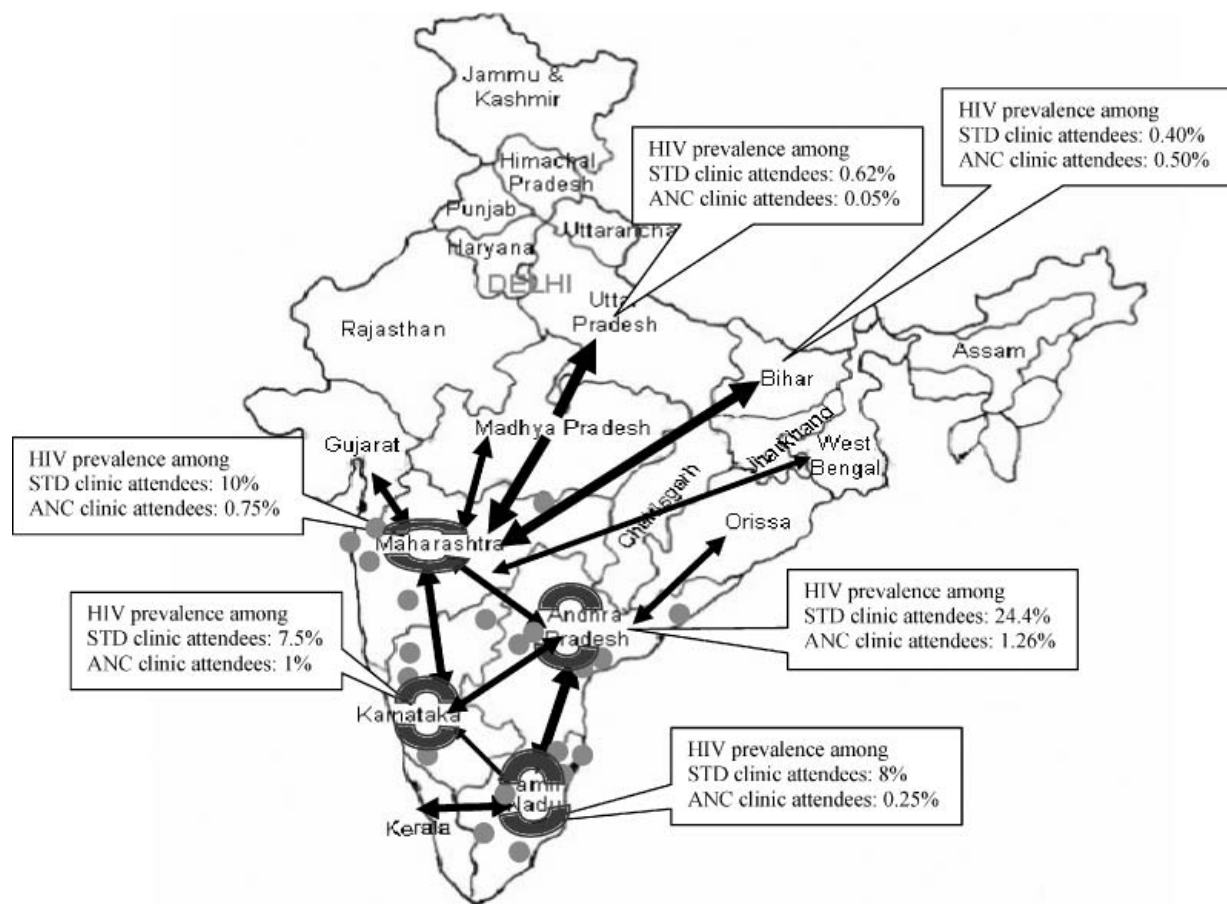 Jammu &
Kashmir
HIV prevalence among
STD clinic attendees: 0.40%
ANC clinic attendees: 0.50%
HIV prevalence among
STD clinic attendees: 0.62%
ANC clinic attendees: 0.05%
Himachal
Pradesh
Punjab
Uttarancha
Haryana
DELHI
Utta
Pradesh
Rajasthan
Assam
Bihar
Madhya Pradesh
Jharkhand
West
Bengal
Gujarat
HIV prevalence among
STD clinic attendees: 10%
ANC clinic attendees: 0.75%
Chattisgarh
Orissa
Maharashtra
HIV prevalence among
STD clinic attendees: 7.5%
ANC clinic attendees: 1%
Andhra
Pradesh
HIV prevalence among
STD clinic attendees: 24.4%
ANC clinic attendees: 1.26%
Karnataka
HIV prevalence among
STD clinic attendees: 8%
ANC clinic attendees: 0.25%
Tamil
Nadu
Kerala